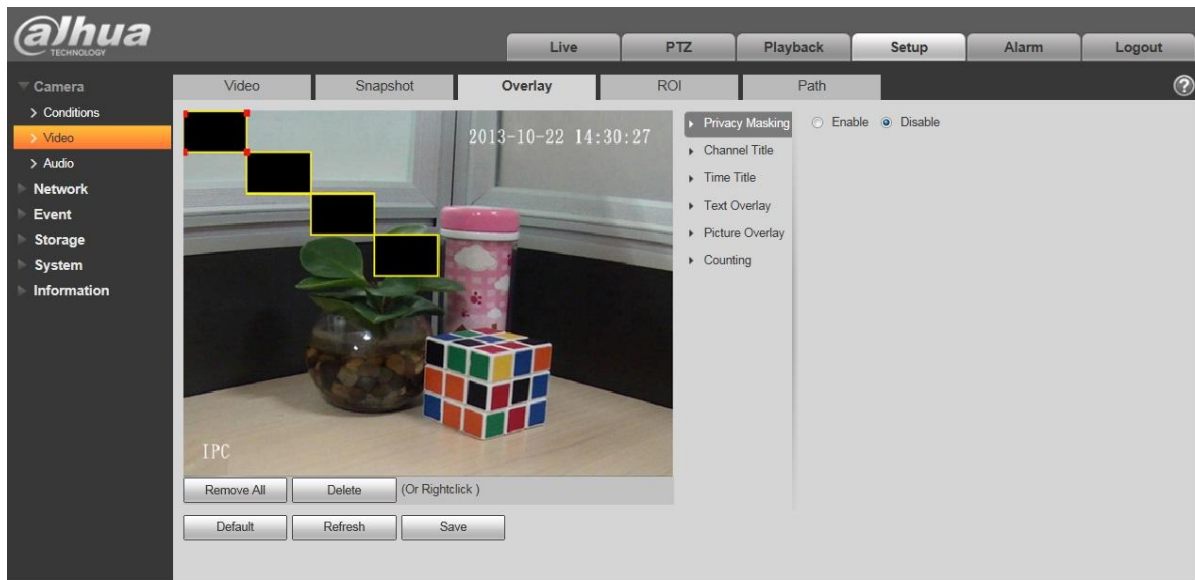 alhua
TECHNOLOGY
Live
PTZ
Playback
Setup
Alarm
Logout
Camera
Conditions
Video
Audio
Network
Event
Storage
System
Information
Video
Snapshot
Overlay
ROI
Path
?
2013-10-22 14:30:27
IPC
Privacy Masking
Channel Title
Time Title
Text Overlay
Picture Overlay
Counting
Enable
Disable
Remove All
Delete
(Or Rightclick )
Default
Refresh
Save